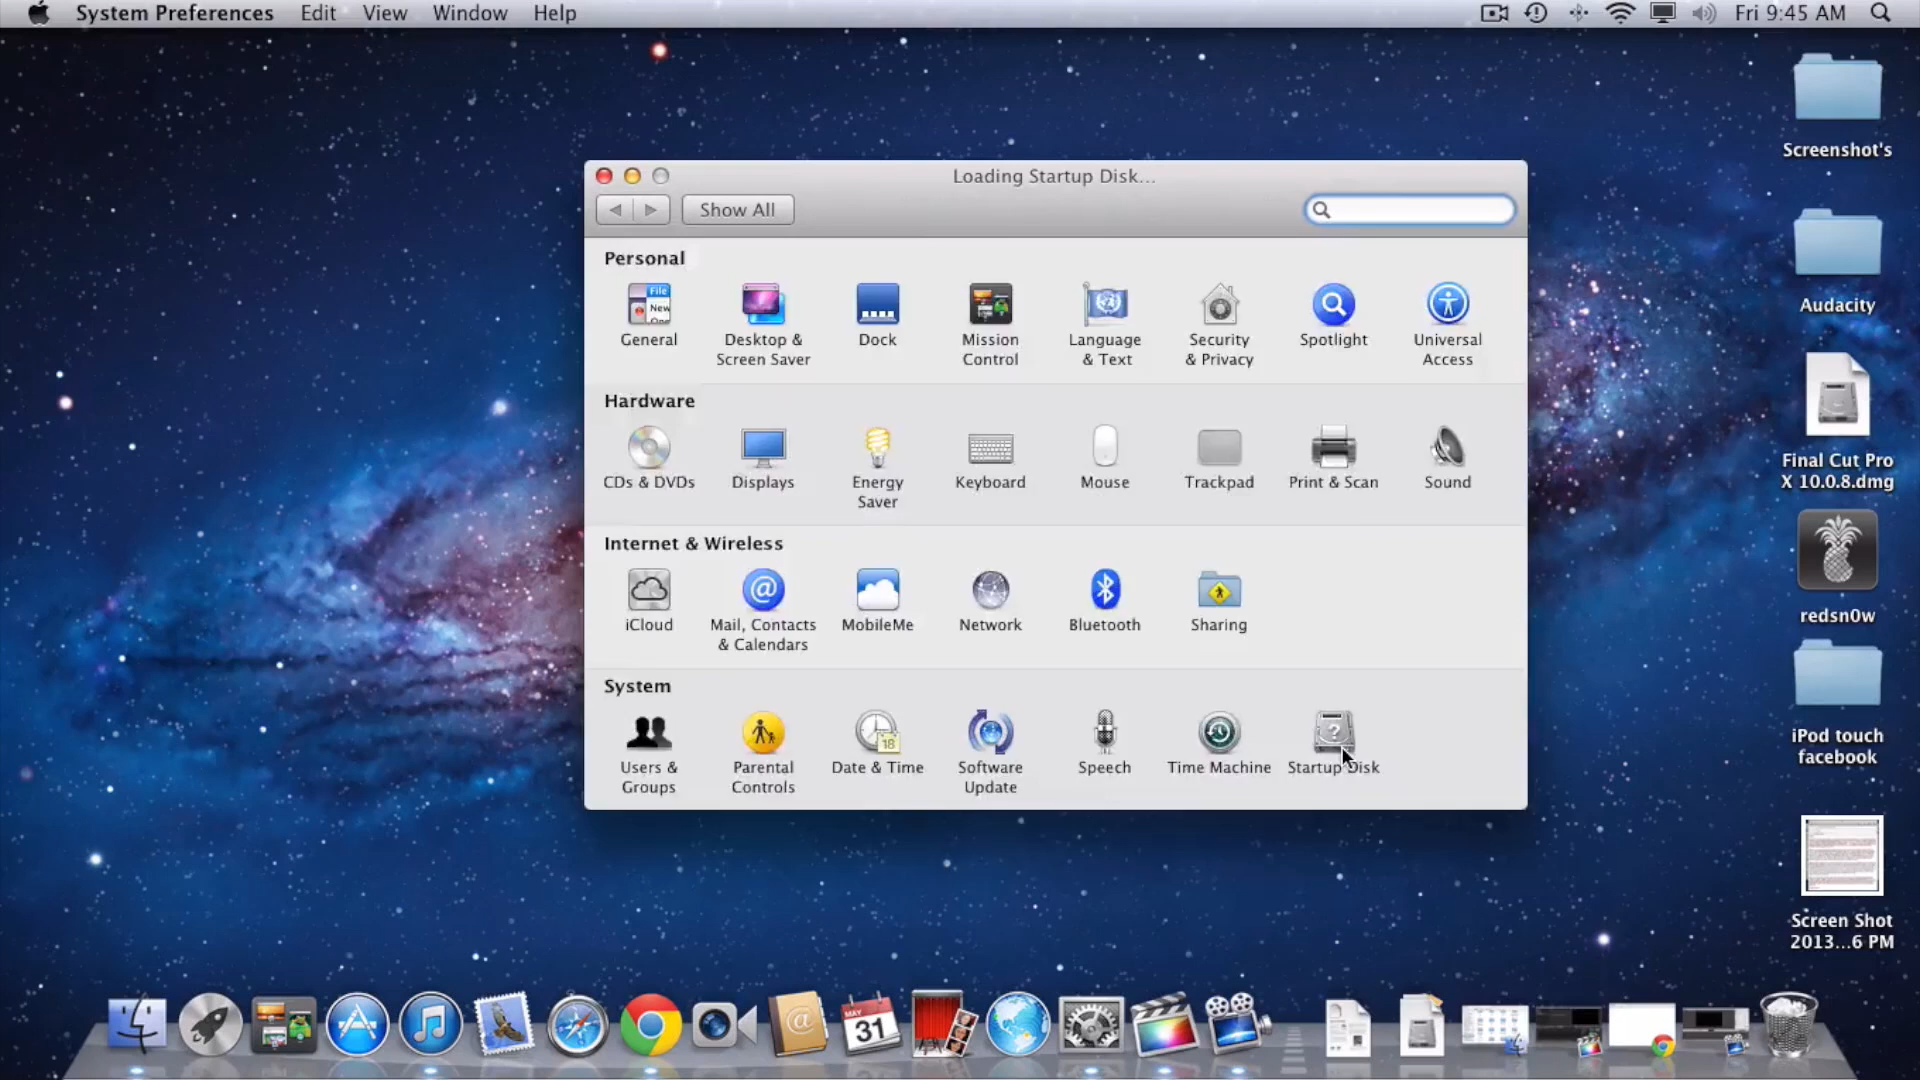 System Preferences Edit View Window Help
Fri 9:45 AM
Loading Startup Disk...
Show All
Personal
File
New
General
Desktop &
Screen Saver
Dock
Mission
Control
Language
& Text
Security
& Privacy
Spotlight
Universal
Access
Hardware
CDs & DVDs
Displays
Energy
Saver
Keyboard
Mouse
Trackpad
Print & Scan
Sound
Internet & Wireless
iCloud
@
Mail, Contacts
& Calendars
MobileMe
Network
Bluetooth
Sharing
System
Users &
Groups
Parental
Controls
18
Date & Time
Software
Update
Speech
Time Machine
?
Startup Disk
Screenshot's
Audacity
Final Cut Pro
X 10.0.8.dmg
redsn0w
iPod touch
facebook
Screen Shot
2013...6 PM
@
MAY
31